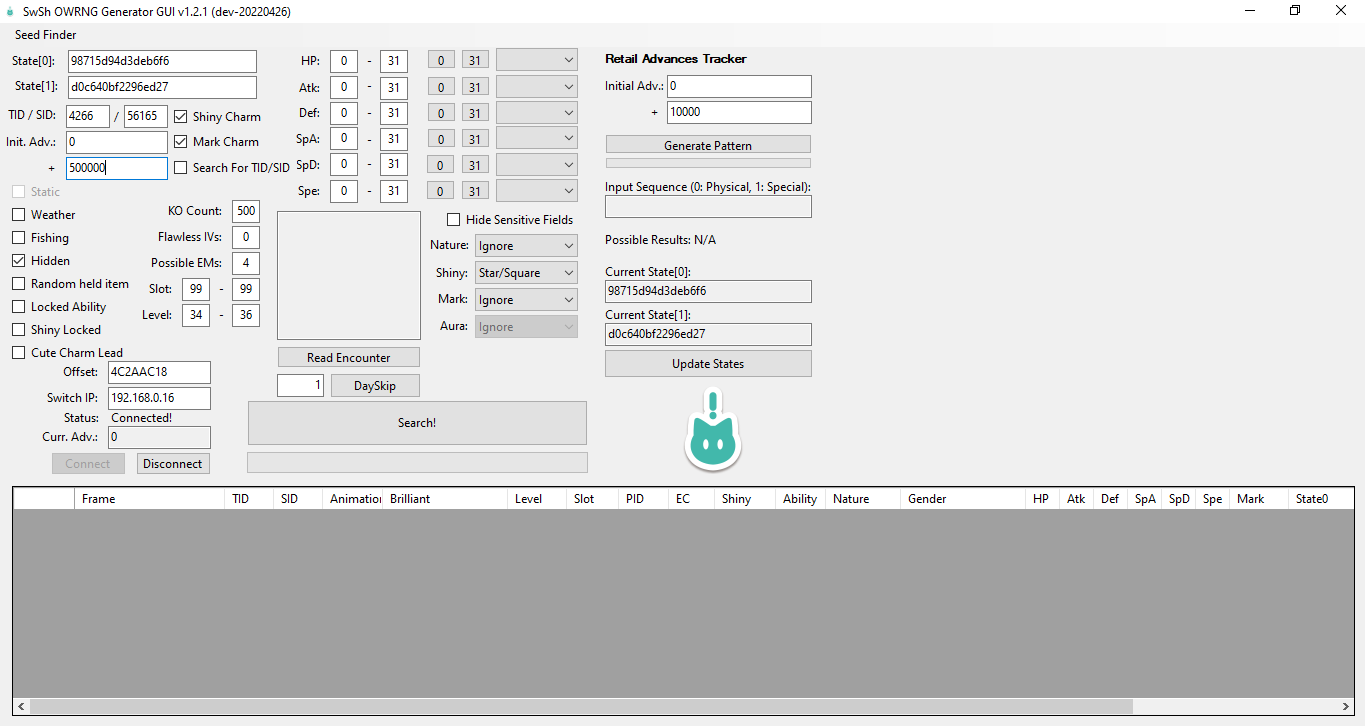 SwSh OWRNG Generator GUI v1.2.1 (dev-20220426)
Seed Finder
State[0]: 98715d94d3deb6f6
State[1]: d0c640bf2296ed27
TID / SID: 4266 / 56165 Shiny Charm
Init. Adv.: 0 Mark Charm
+ 500000 Search For TID/SID
Static
Weather
Fishing
Hidden
Random held item
Locked Ability
Shiny Locked
Cute Charm Lead
KO Count: 500
Flawless IVs: 0
Possible EMs: 4
Slot: 99 - 99
Level: 34 - 36
Offset: 4C2AAC18
Switch IP: 192.168.0.16
Status: Connected!
Curr. Adv.: 0
Connect Disconnect
HP: 0 - 31 0 31
Atk: 0 - 31 0 31
Def: 0 - 31 0 31
SpA: 0 - 31 0 31
SpD: 0 - 31 0 31
Spe: 0 - 31 0 31
Hide Sensitive Fields
Nature: Ignore
Shiny: Star/Square
Mark: Ignore
Aura: Ignore
Read Encounter
1 DaySkip
Search!
Retail Advances Tracker
Initial Adv.: 0
+ 10000
Generate Pattern
Input Sequence (0: Physical, 1: Special):
Possible Results: N/A
Current State[0]:
98715d94d3deb6f6
Current State[1]:
d0c640bf2296ed27
Update States
Frame TID SID Animation Brilliant Level Slot PID EC Shiny Ability Nature Gender HP Atk Def SpA SpD Spe Mark State0